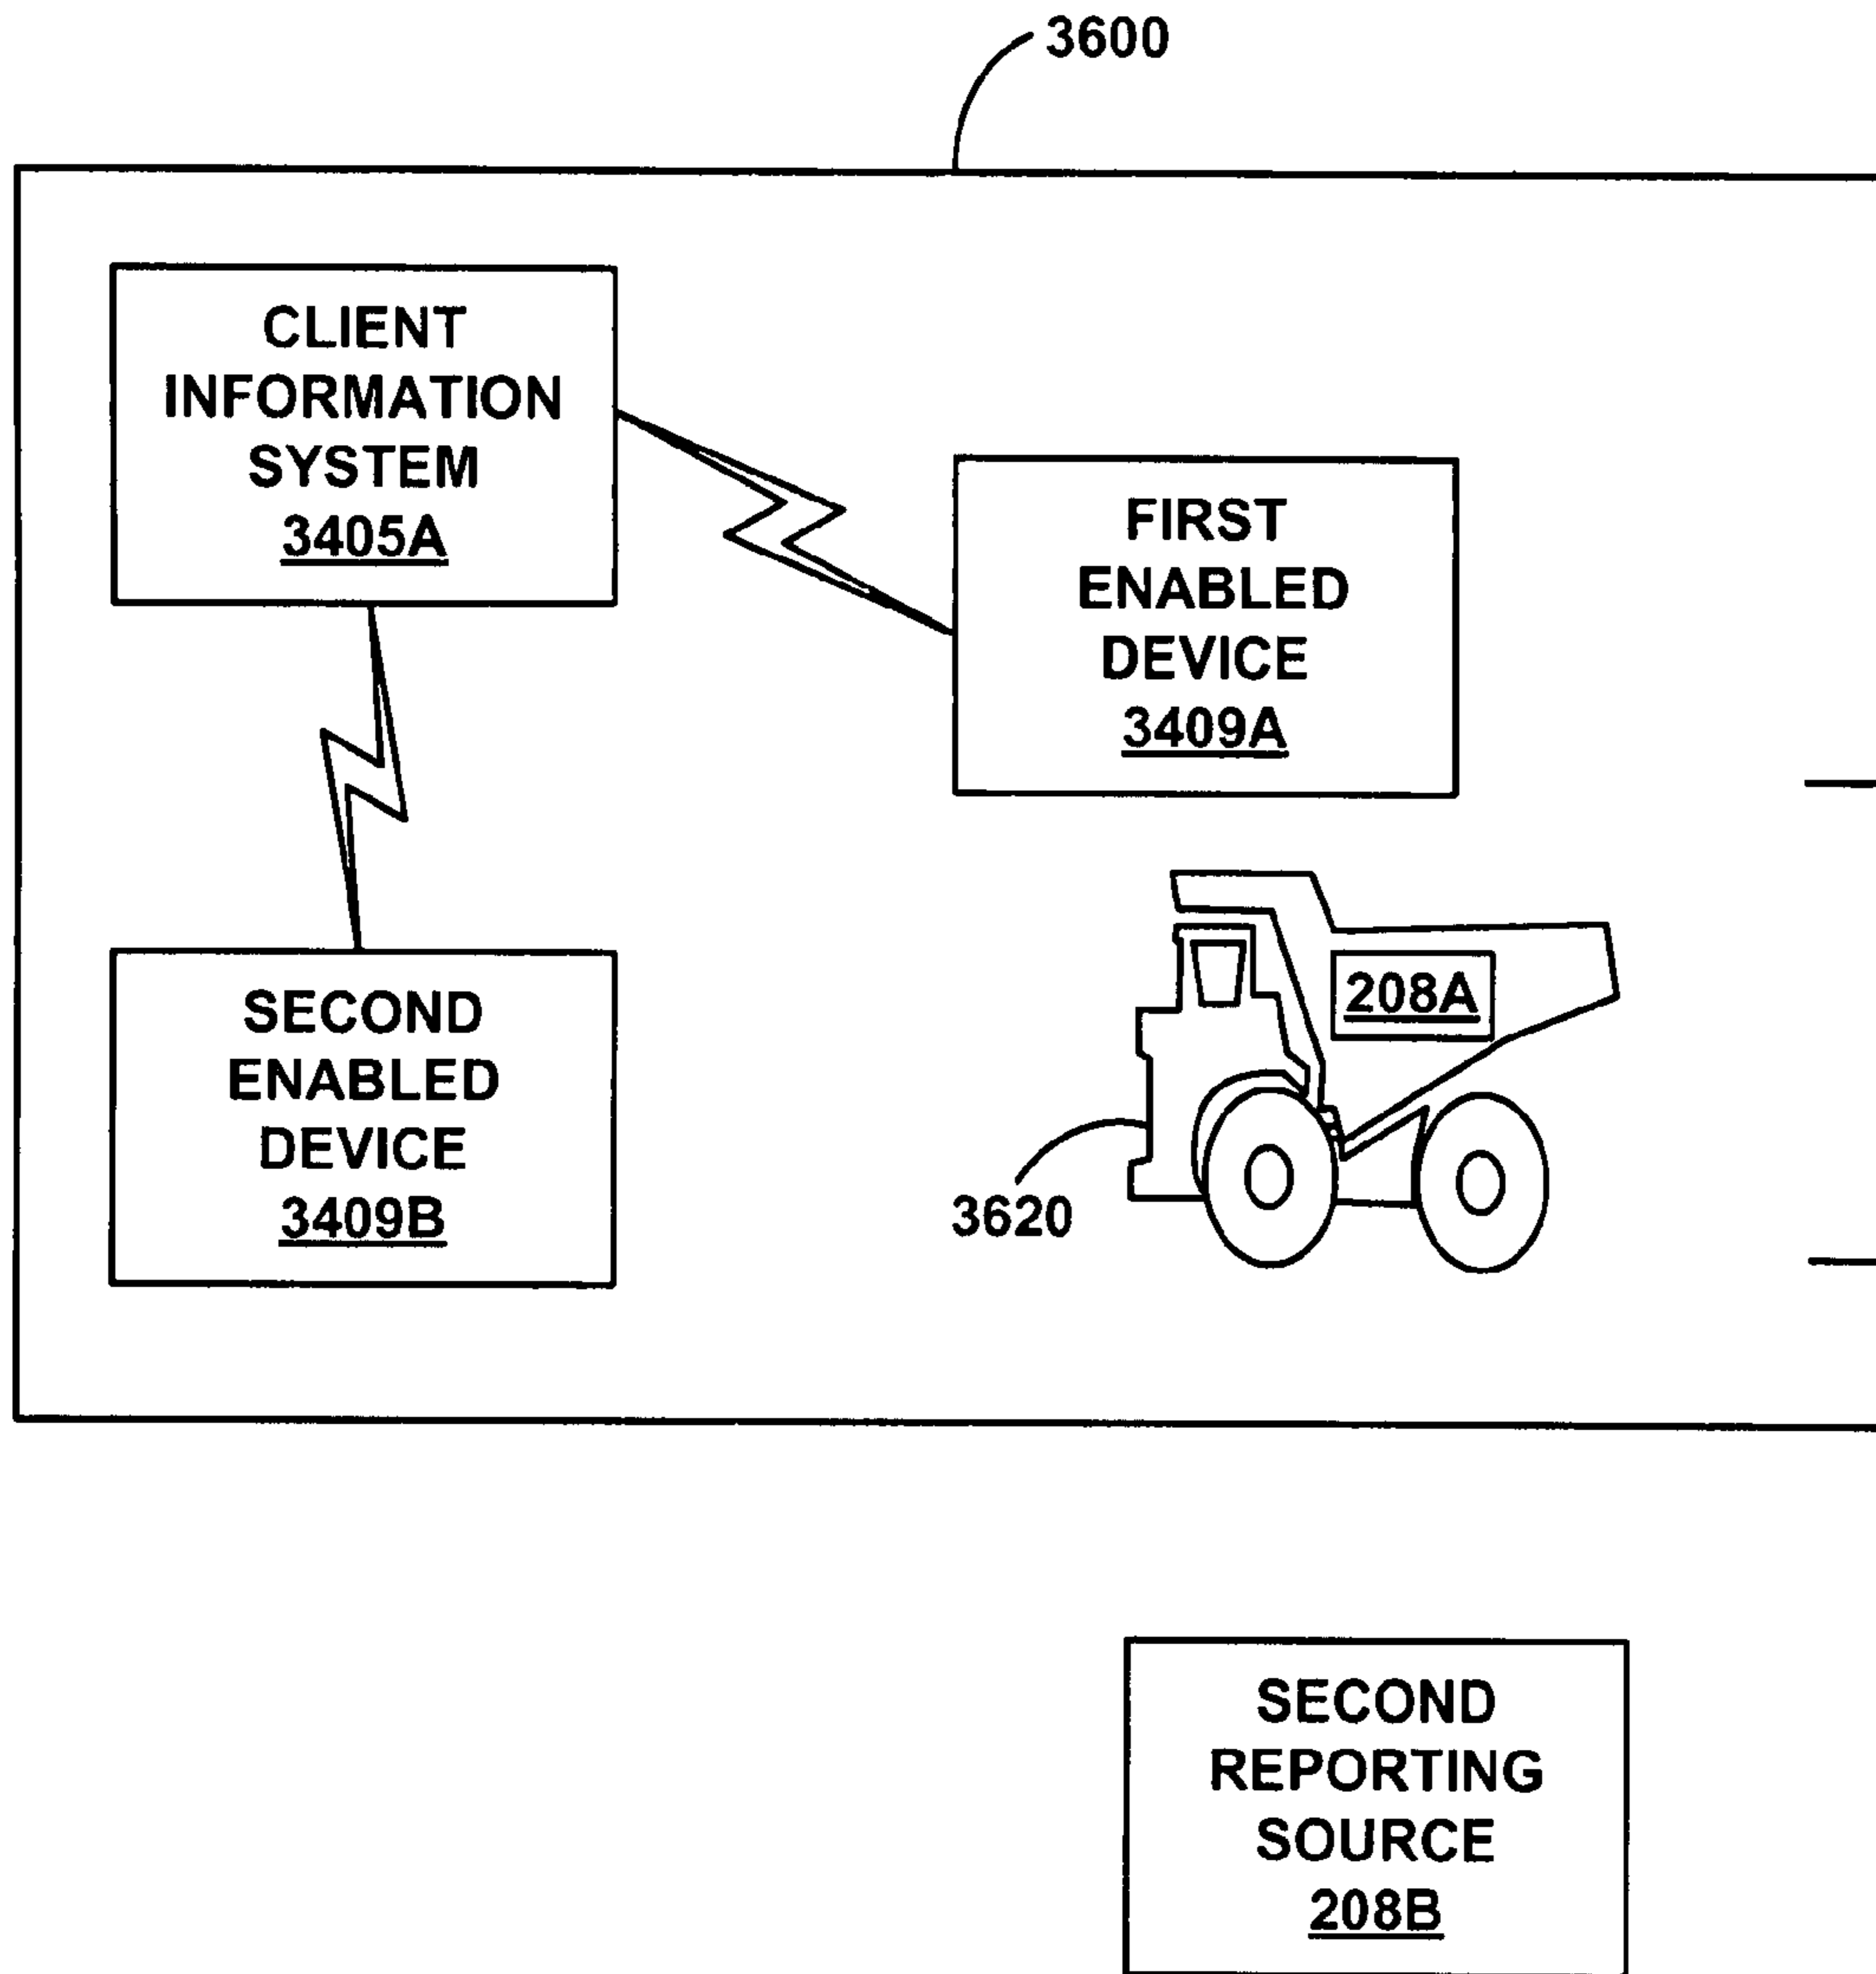 3600
CLIENT
INFORMATION
SYSTEM
3405A
FIRST
ENABLED
DEVICE
3409A
208A
SECOND
ENABLED
DEVICE
3409B
3620
SECOND
REPORTING
SOURCE
208B